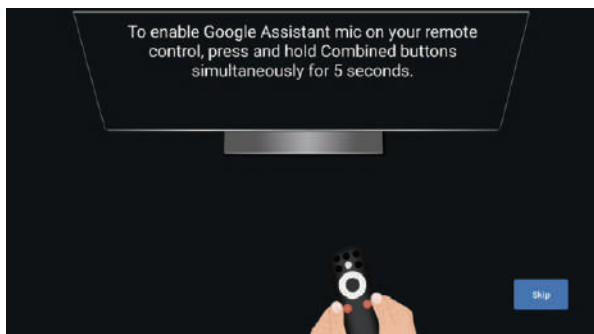 To enable Google Assistant mic on your remote
control, press and hold Combined buttons
simultaneously for 5 seconds.
Skip